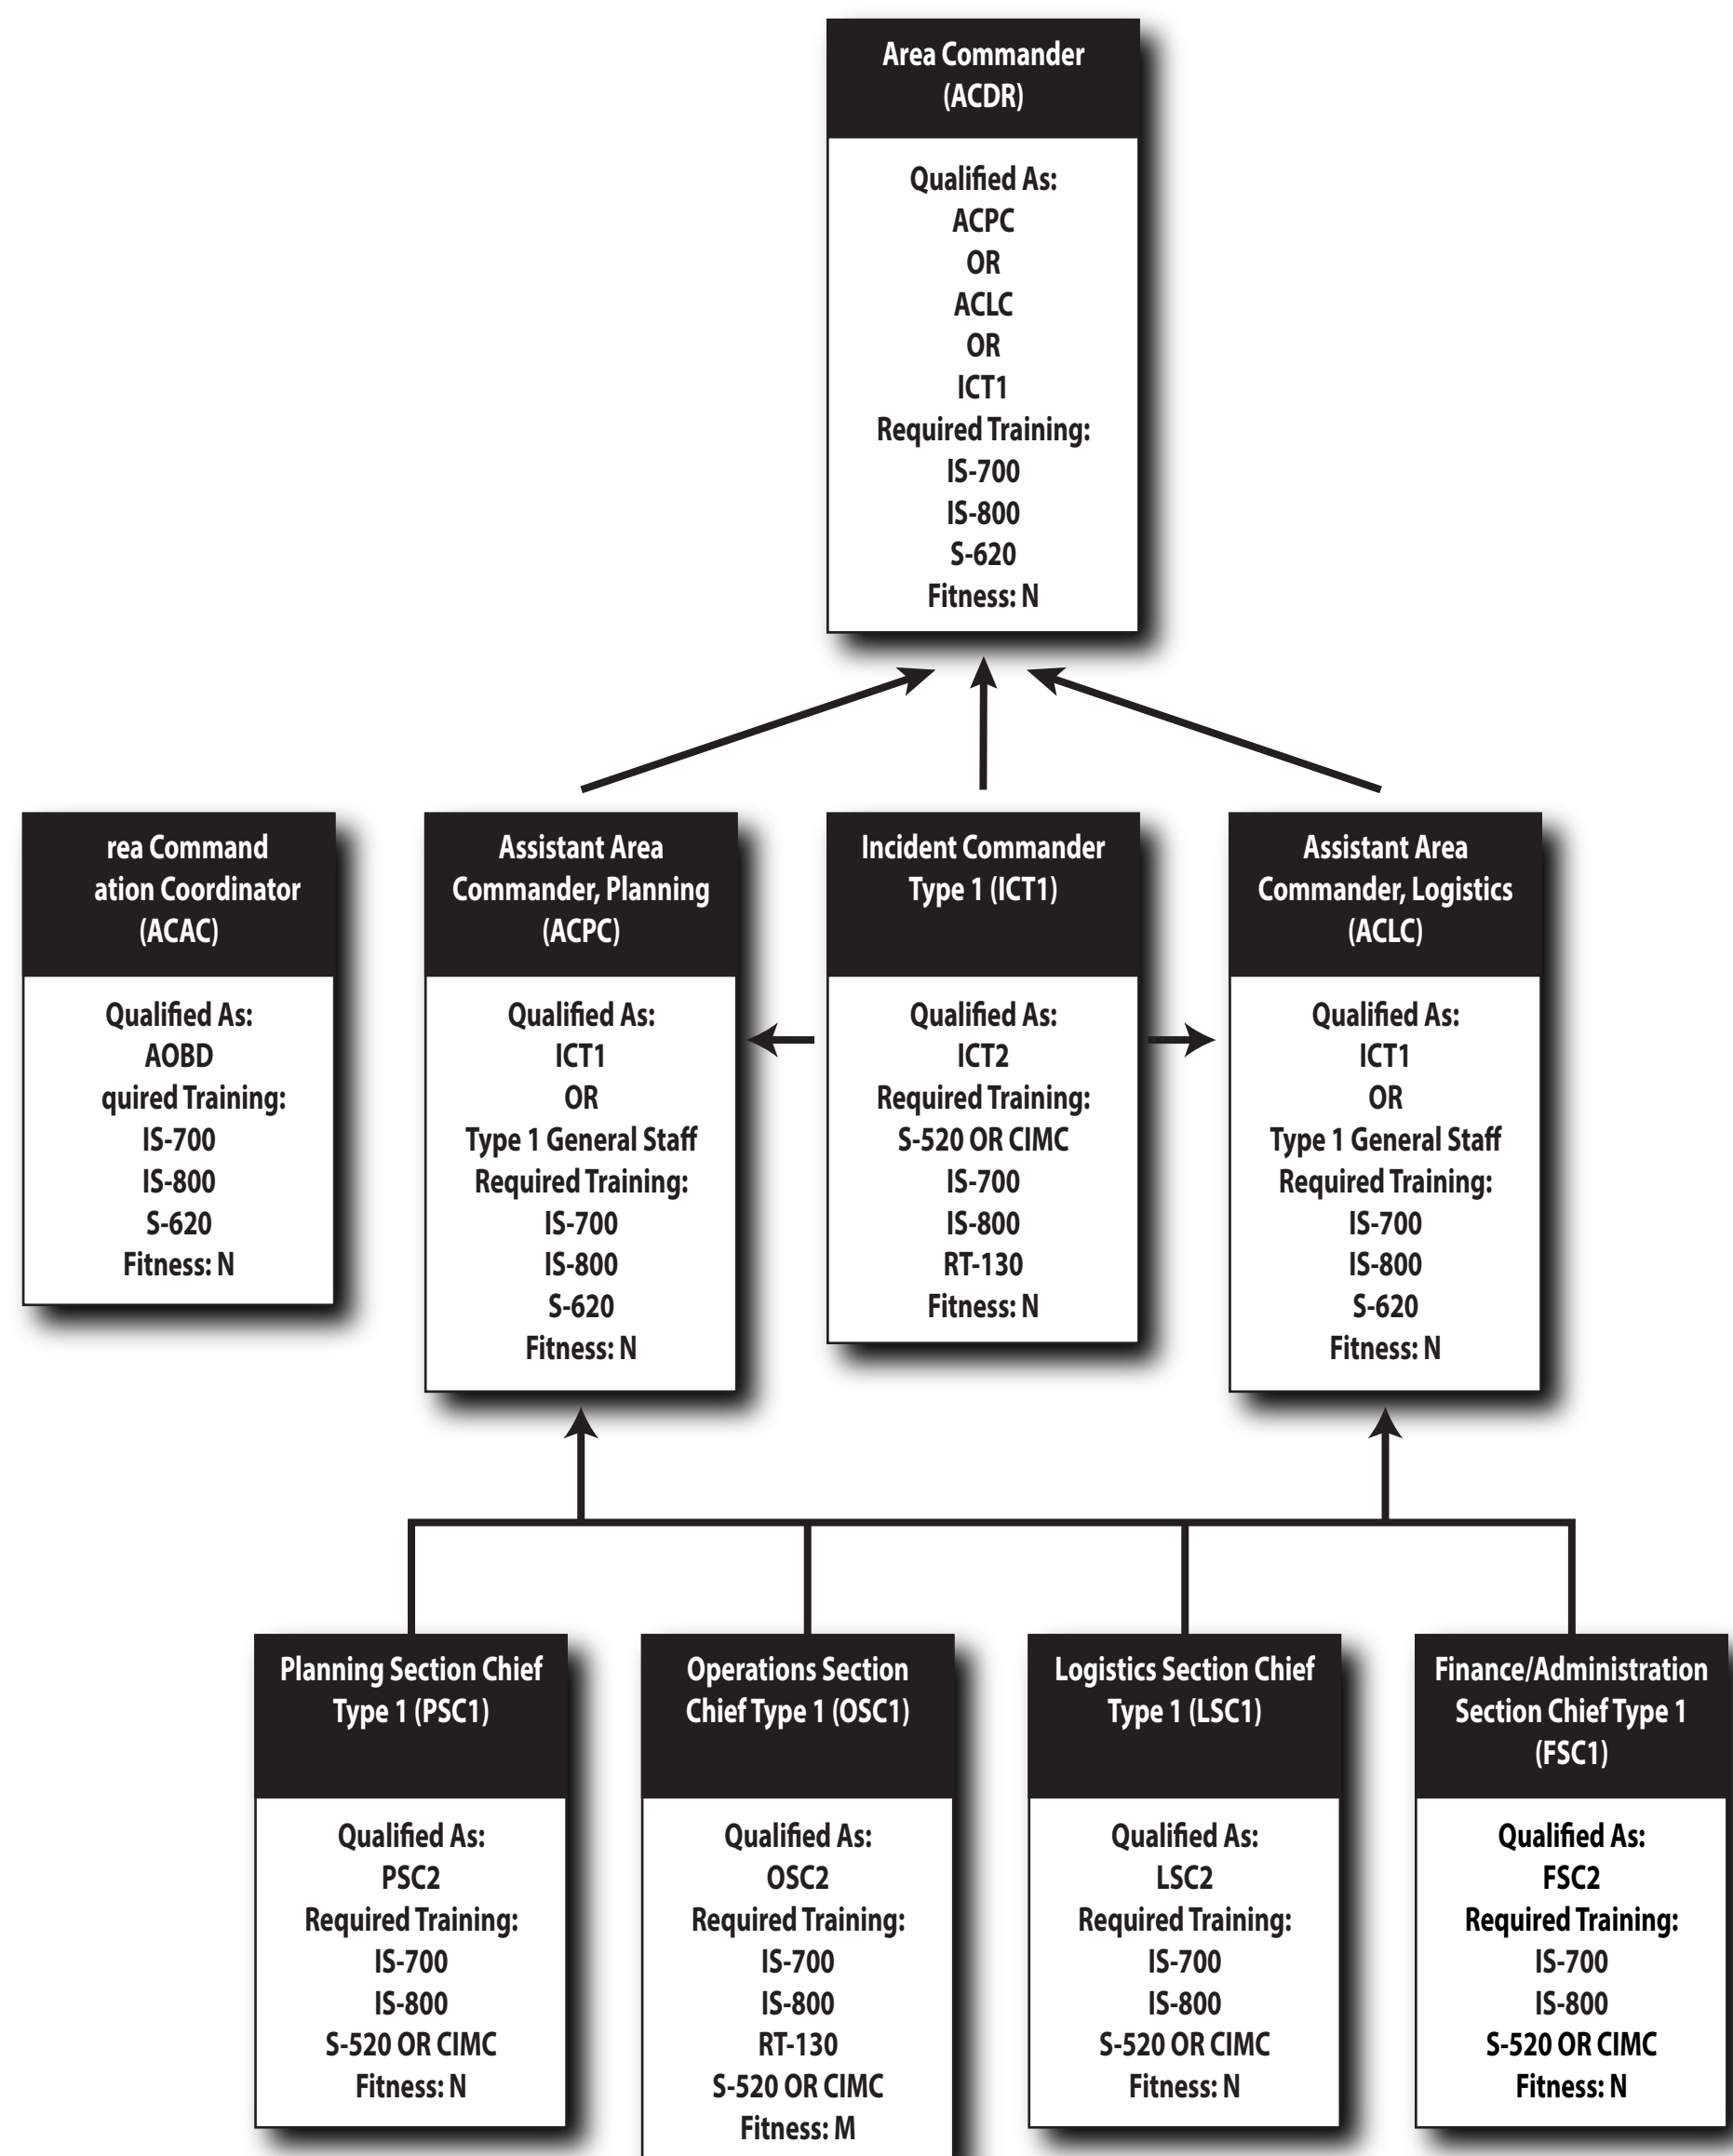 Area Commander
(ACDR)
Qualified As:
ACPC
OR
ACLC
OR
ICT1
Required Training:
IS-700
IS-800
S-620
Fitness: N
rea Command
ation Coordinator
(ACAC)
Qualified As:
AOBD
quired Training:
IS-700
IS-800
S-620
Fitness: N
Assistant Area
Commander, Planning
(ACPC)
Qualified As:
ICT1
OR
Type 1 General Staff
Required Training:
IS-700
IS-800
S-620
Fitness: N
Incident Commander
Type 1 (ICT1)
Qualified As:
ICT2
Required Training:
S-520 OR CIMC
IS-700
IS-800
RT-130
Fitness: N
Assistant Area
Commander, Logistics
(ACLC)
Qualified As:
ICT1
OR
Type 1 General Staff
Required Training:
IS-700
IS-800
S-620
Fitness: N
Planning Section Chief
Type 1 (PSC1)
Qualified As:
PSC2
Required Training:
IS-700
IS-800
S-520 OR CIMC
Fitness: N
Operations Section
Chief Type 1 (OSC1)
Qualified As:
OSC2
Required Training:
IS-700
IS-800
RT-130
S-520 OR CIMC
Fitness: M
Logistics Section Chief
Type 1 (LSC1)
Qualified As:
LSC2
Required Training:
IS-700
IS-800
S-520 OR CIMC
Fitness: N
Finance/Administration
Section Chief Type 1
(FSC1)
Qualified As:
FSC2
Required Training:
IS-700
IS-800
S-520 OR CIMC
Fitness: N